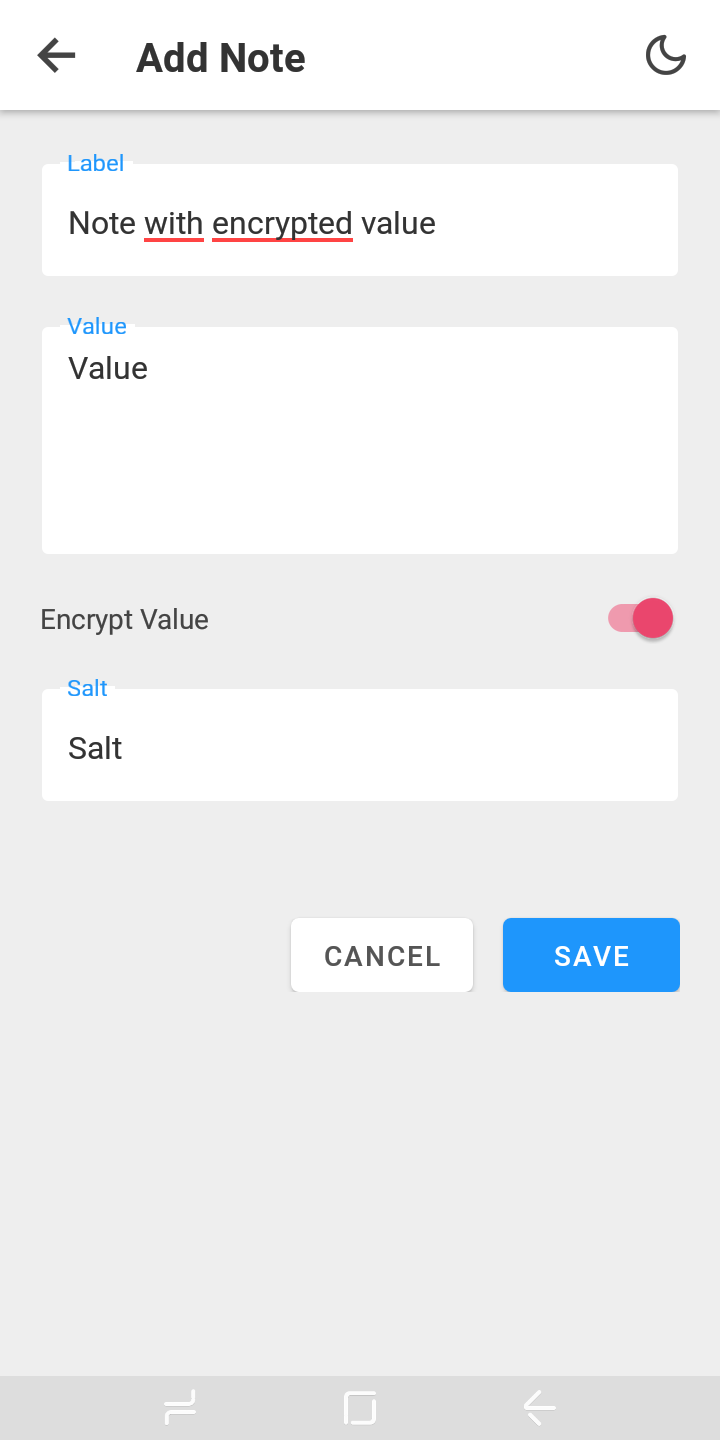 Add Note
Label
Note with encrypted value
Value
Value
Encrypt Value
Salt
Salt
CANCEL
SAVE